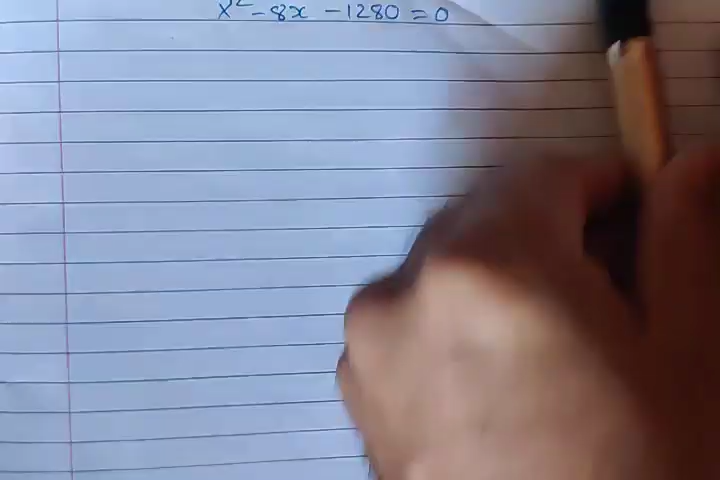 x² - 8x - 1280 = 0